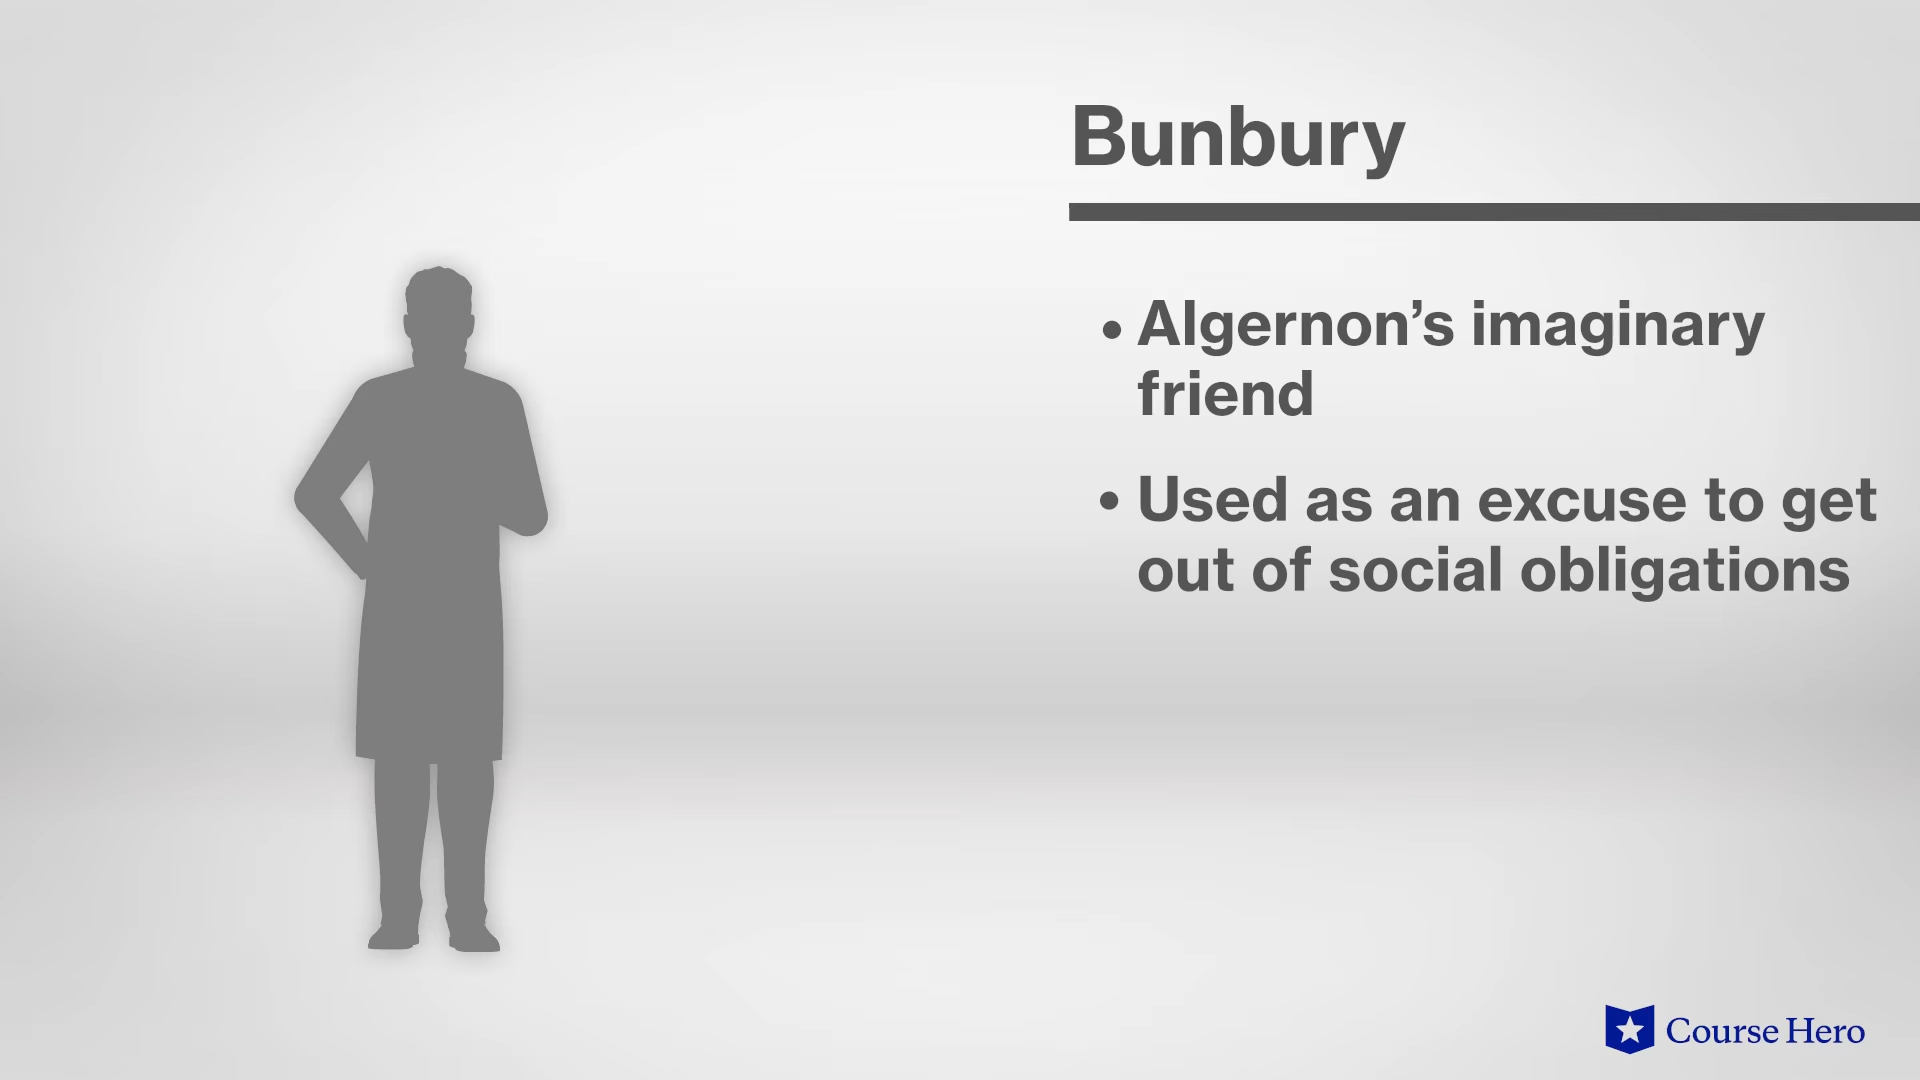 Bunbury
• Algernon’s imaginary
friend
• Used as an excuse to get
out of social obligations
Course Hero